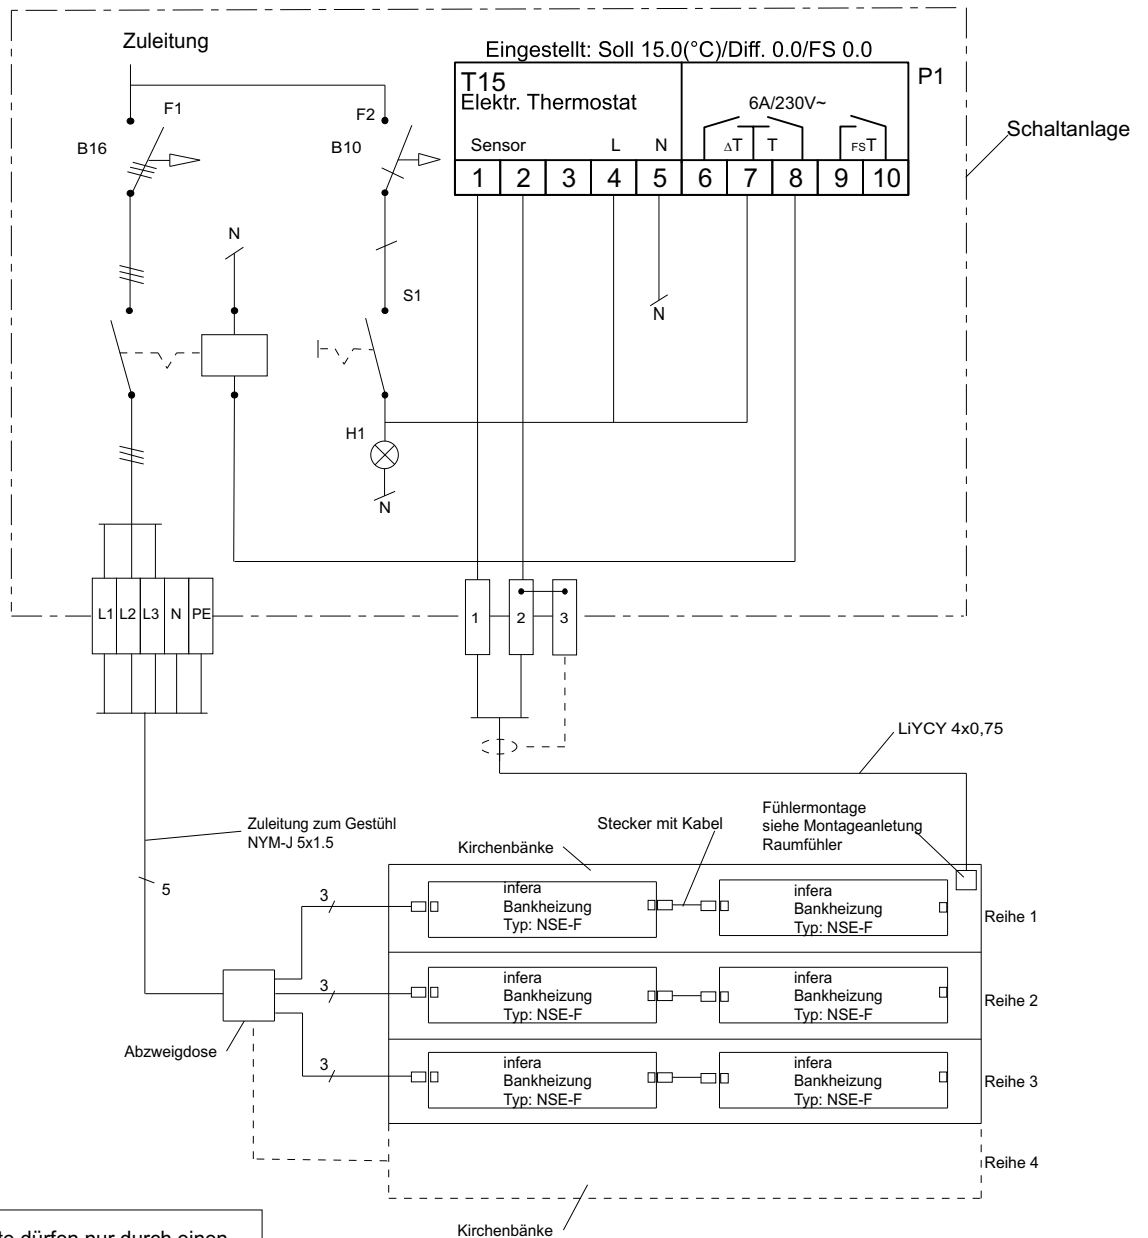 Zuleitung
Eingestellt: Soll 15.0(°C)/Diff. 0.0/FS 0.0
T15
Elektr. Thermostat
P1
6A/230V~
F1
F2
Schaltanlage
B16
B10
Sensor L N
ΔT T FST
1 2 3 4 5 6 7 8 9 10
N
S1
N
H1
N
L1 L2 L3 N PE
1 2 3
LiYCY 4x0,75
Fühlermontage
siehe Montageanletung
Raumfühler
Zuleitung zum Gestühl
NYM-J 5x1.5
Stecker mit Kabel
Kirchenbänke
5
3
infera
Bankheizung
Typ: NSE-F
infera
Bankheizung
Typ: NSE-F
Reihe 1
3
infera
Bankheizung
Typ: NSE-F
infera
Bankheizung
Typ: NSE-F
Reihe 2
Abzweigdose
3
infera
Bankheizung
Typ: NSE-F
infera
Bankheizung
Typ: NSE-F
Reihe 3
Reihe 4
Kirchenbänke
dürfen nur durch einen